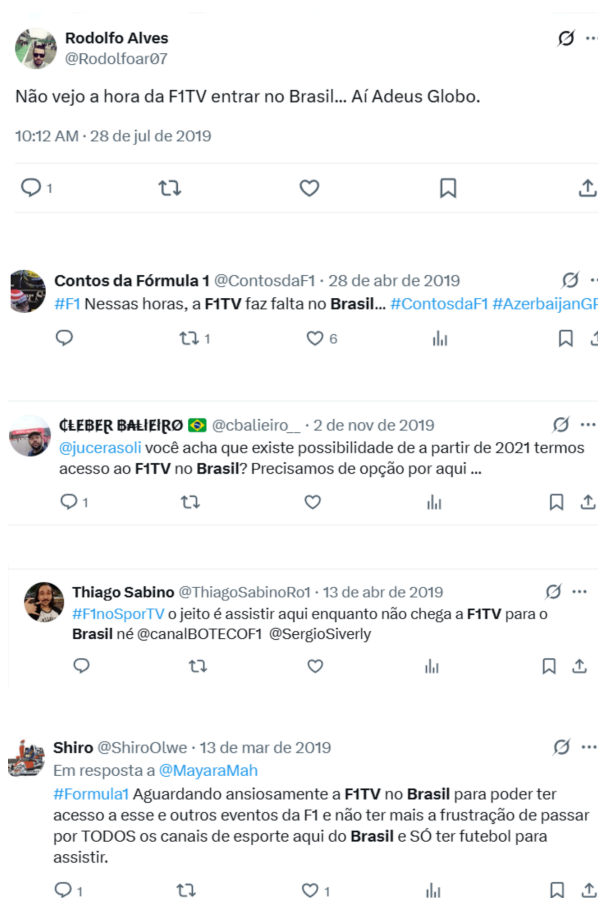 Rodolfo Alves
@Rodolfoar07
Não vejo a hora da F1TV entrar no Brasil... Aí Adeus Globo.
10:12 AM · 28 de jul de 2019
1
Contos da Fórmula 1 @ContosdaF1 · 28 de abr de 2019
#F1 Nessas horas, a F1TV faz falta no Brasil... #ContosdaF1 #AzerbaijanGP
1 6
₵ⱠɆɃɆⱤ ƀ₳ⱠłɆłⱤØ 🇧🇷 @cbalieiro__ · 2 de nov de 2019
@jucerasoli você acha que existe possibilidade de a partir de 2021 termos
acesso ao F1TV no Brasil? Precisamos de opção por aqui ...
1
Thiago Sabino @ThiagoSabinoRo1 · 13 de abr de 2019
#F1noSporTV o jeito é assistir aqui enquanto não chega a F1TV para o
Brasil né @canalBOTECOF1 @SergioSiverly
Shiro @ShiroOlwe · 13 de mar de 2019
Em resposta a @MayaraMah
#Formula1 Aguardando ansiosamente a F1TV no Brasil para poder ter
acesso a esse e outros eventos da F1 e não ter mais a frustração de passar
por TODOS os canais de esporte aqui do Brasil e SÓ ter futebol para
assistir.
1 1